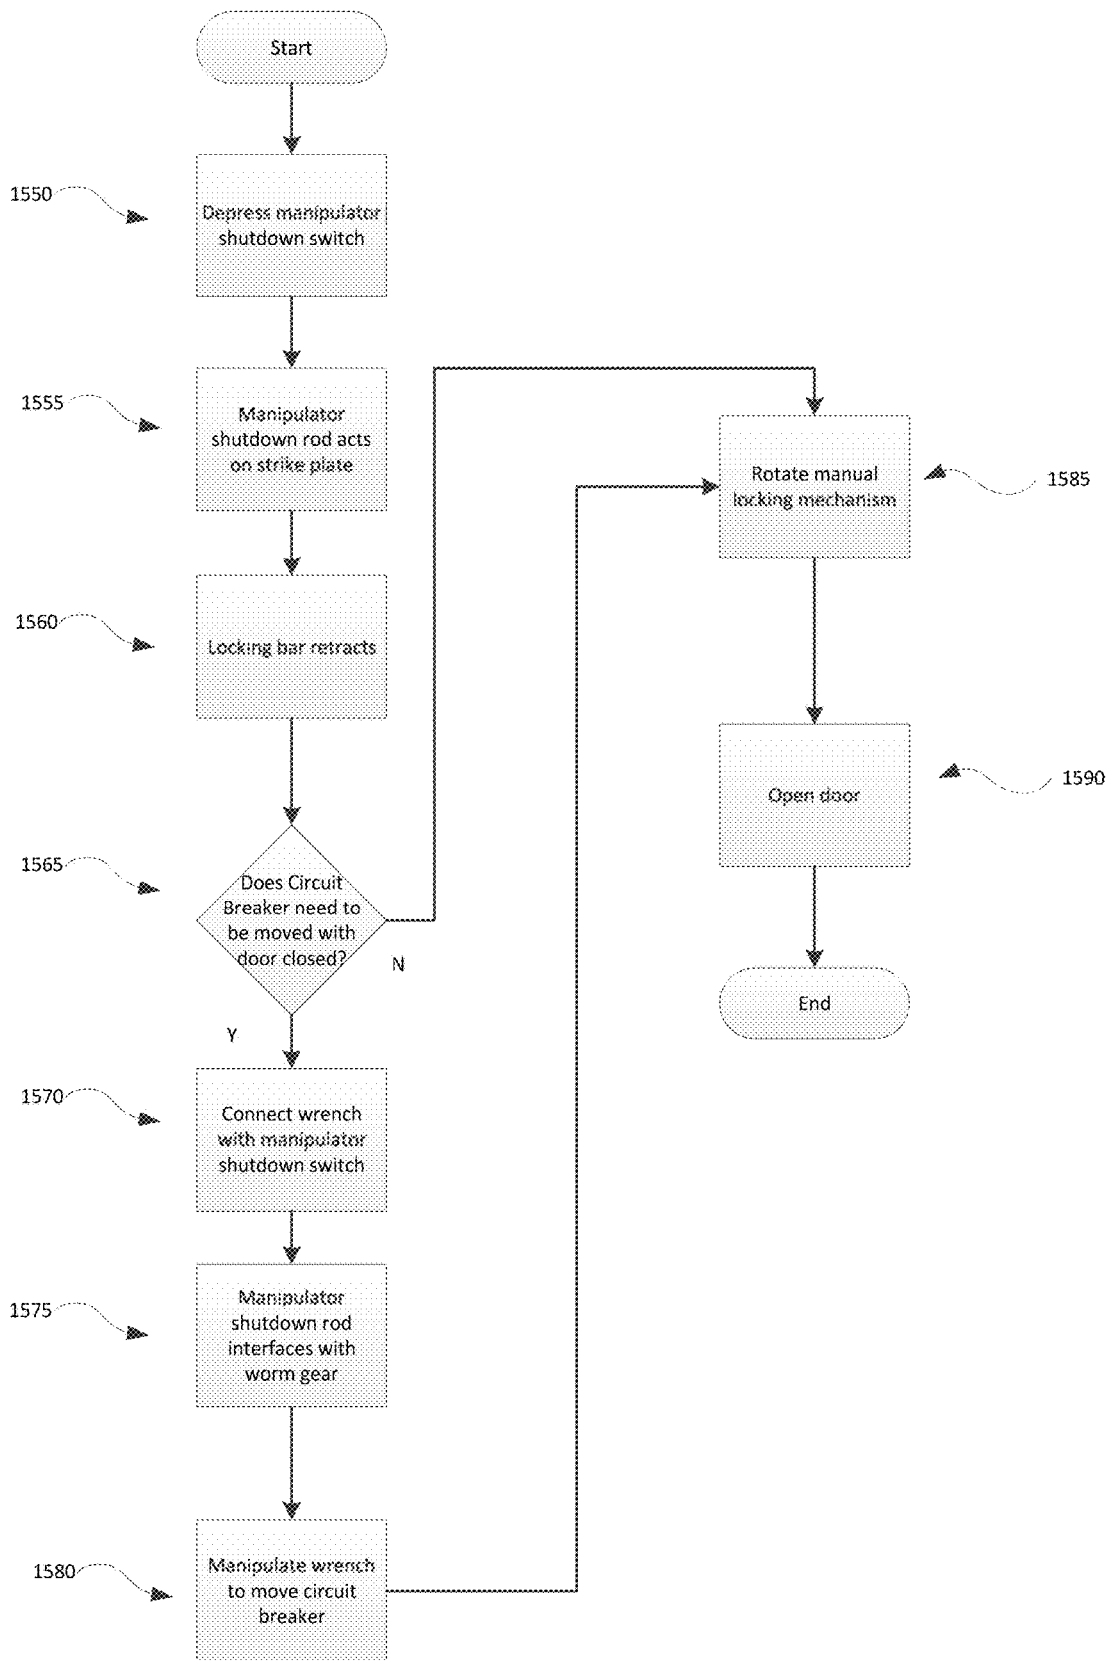 Start
1550
Depress manipulator
shutdown switch
1555
Manipulator
shutdown rod acts
on strike plate
1560
Locking bar retracts
1565
Does Circuit
Breaker need to
be moved with
door closed?
N
Y
1570
Connect wrench
with manipulator
shutdown switch
1575
Manipulator
shutdown rod
interfaces with
worm gear
1580
Manipulate wrench
to move circuit
breaker
Rotate manual
locking mechanism
1585
Open door
1590
End